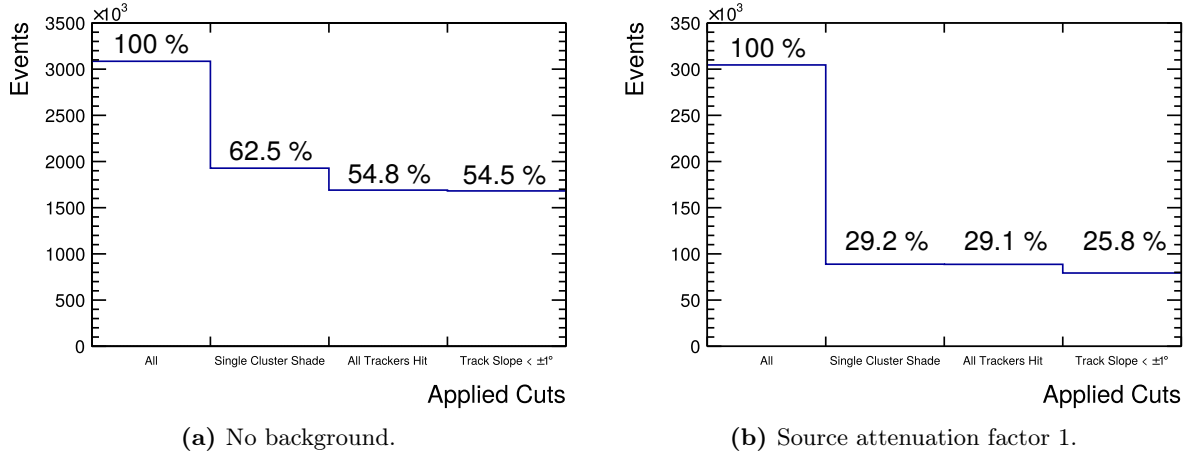 ×10³
Events
3500
3000
2500
2000
1500
1000
500
0
100 %
62.5 %
54.8 %
54.5 %
All
Single Cluster Shade
All Trackers Hit
Track Slope < ±1°
Applied Cuts
(a) No background.
×10³
Events
350
300
250
200
150
100
50
0
100 %
29.2 %
29.1 %
25.8 %
All
Single Cluster Shade
All Trackers Hit
Track Slope < ±1°
Applied Cuts
(b) Source attenuation factor 1.